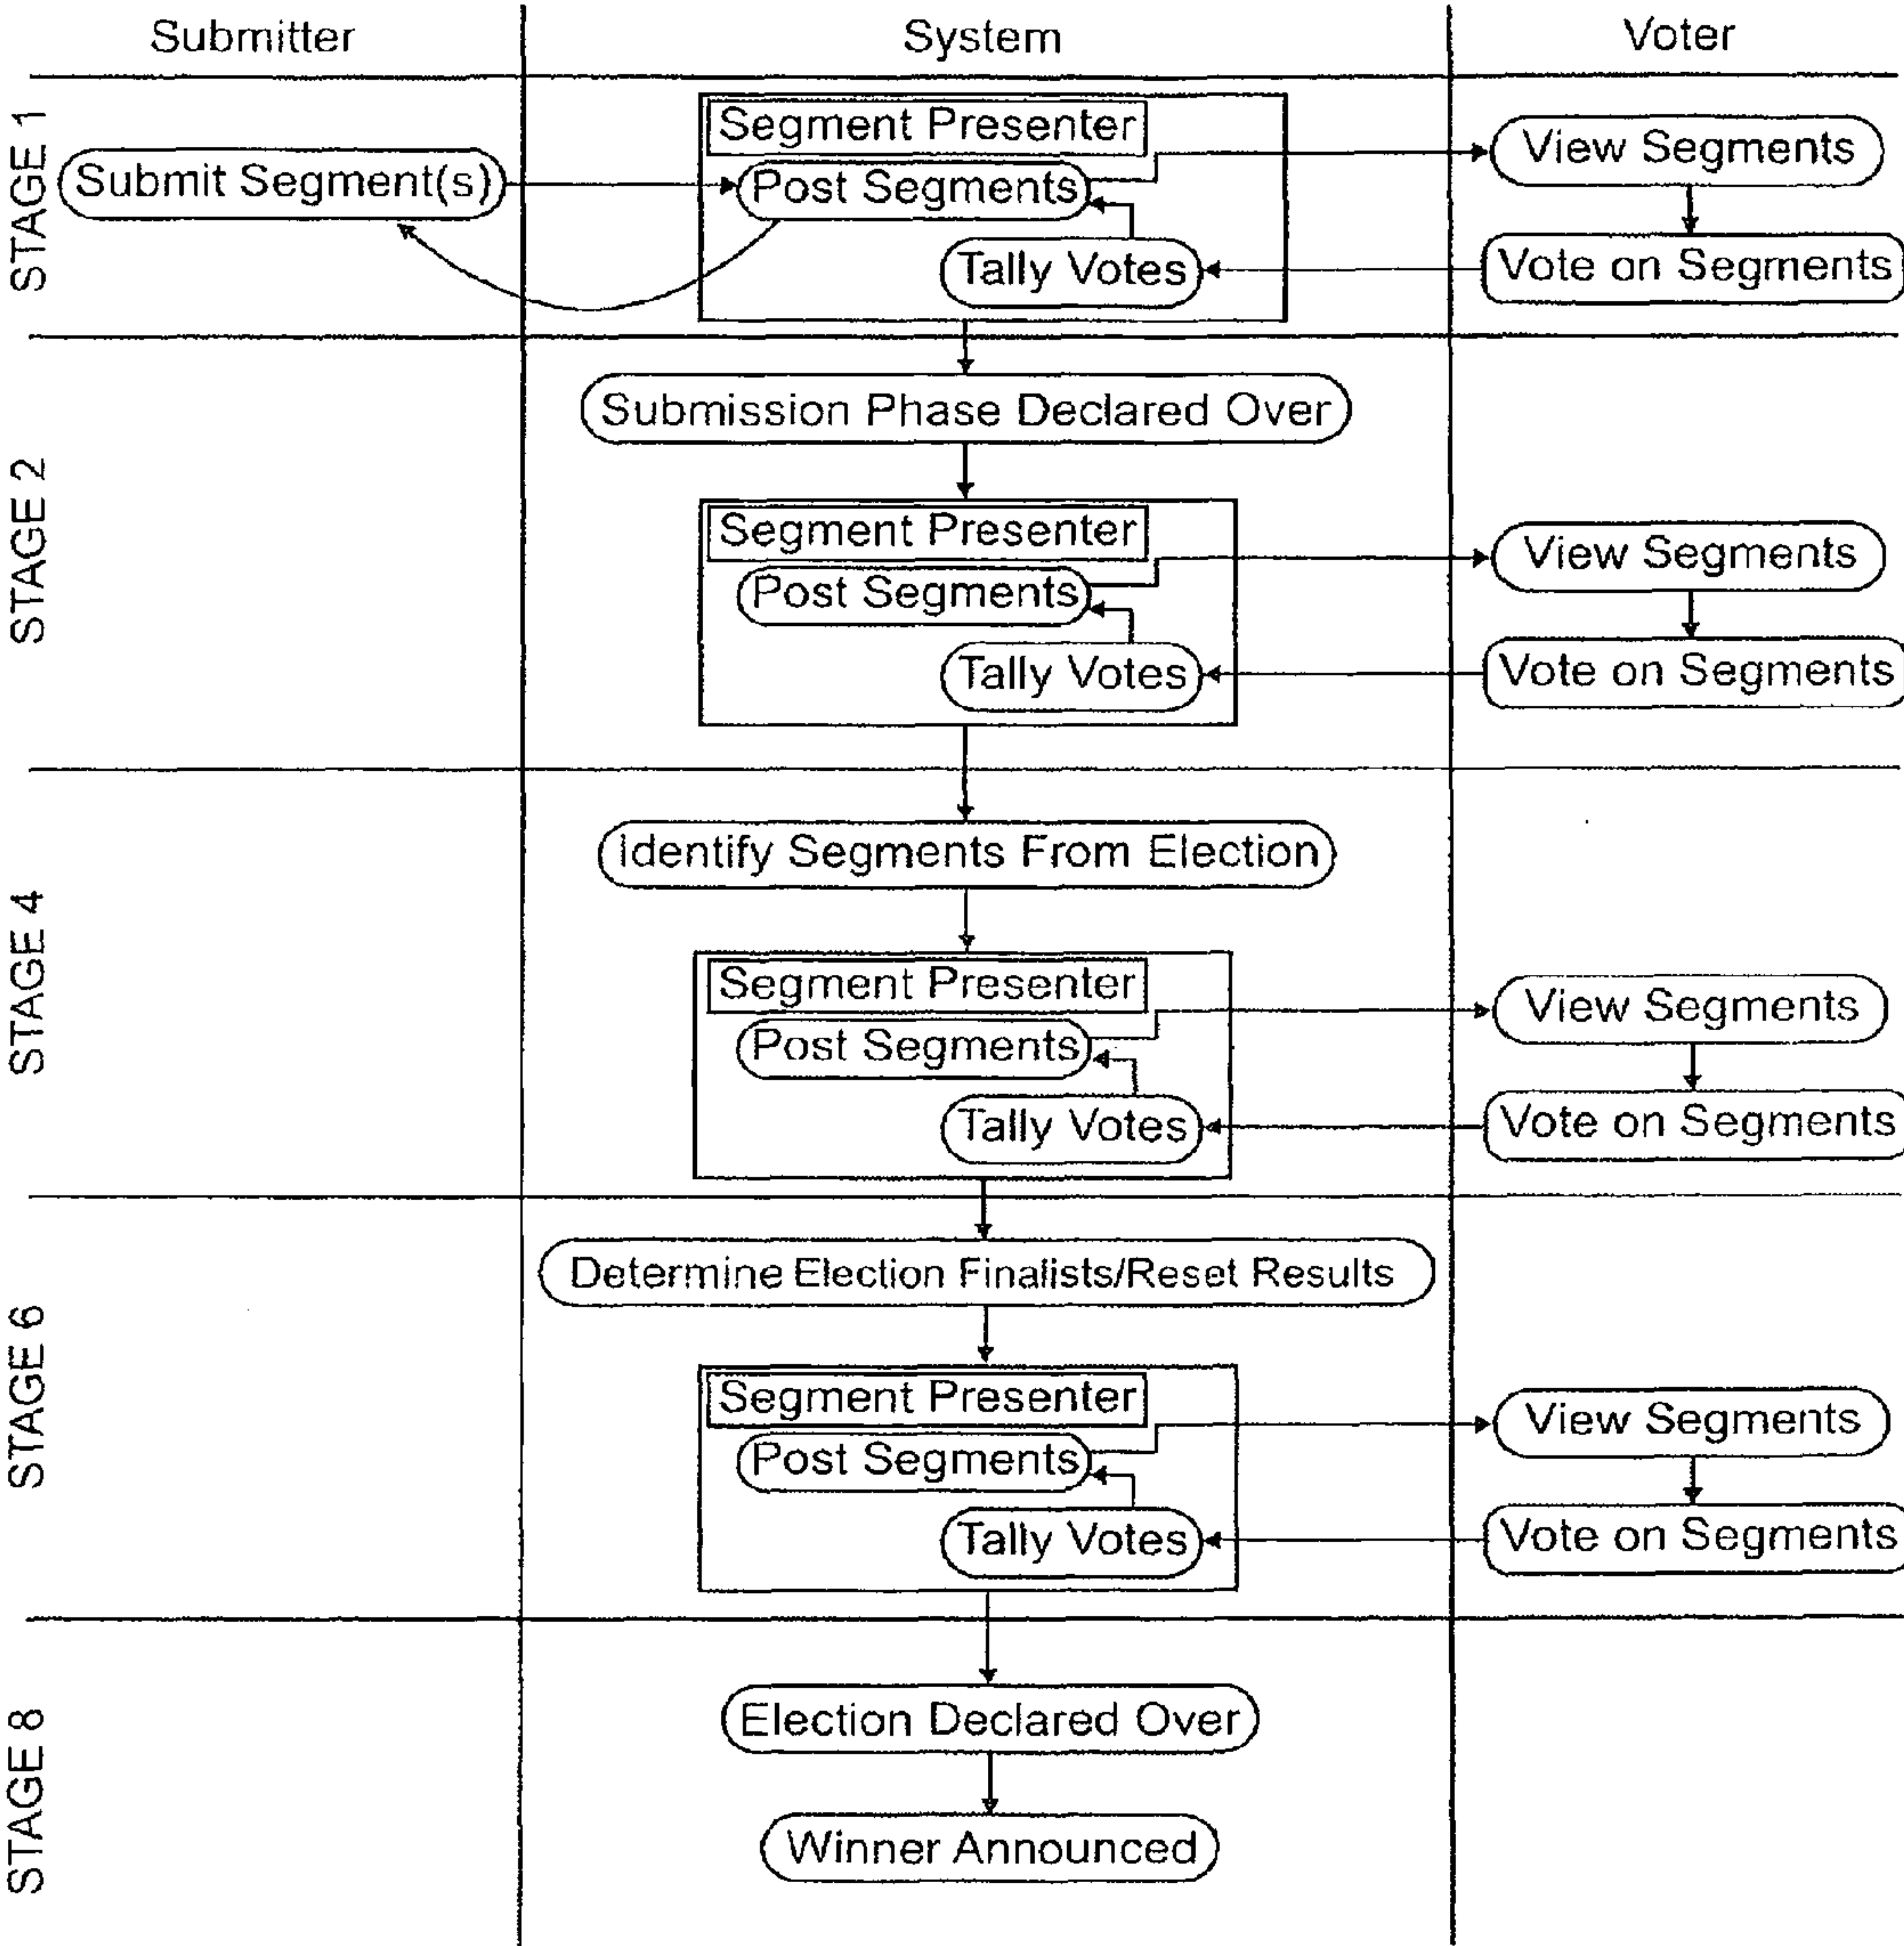 Submitter
System
Voter
STAGE 1
Segment Presenter
View Segments
Submit Segment(s)
Post Segments
Tally Votes
Vote on Segments
STAGE 2
Submission Phase Declared Over
Segment Presenter
View Segments
Post Segments
Tally Votes
Vote on Segments
STAGE 4
Identify Segments From Election
Segment Presenter
View Segments
Post Segments
Tally Votes
Vote on Segments
STAGE 6
Determine Election Finalists/Reset Results
Segment Presenter
View Segments
Post Segments
Tally Votes
Vote on Segments
STAGE 8
Election Declared Over
Winner Announced